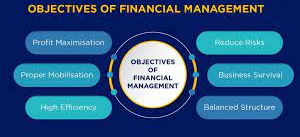 OBJECTIVES OF FINANCIAL MANAGEMENT
Profit Maximisation
Proper Mobilisation
High Efficiency
OBJECTIVES
OF FINANCIAL
MANAGEMENT
Reduce Risks
Business Survival
Balanced Structure